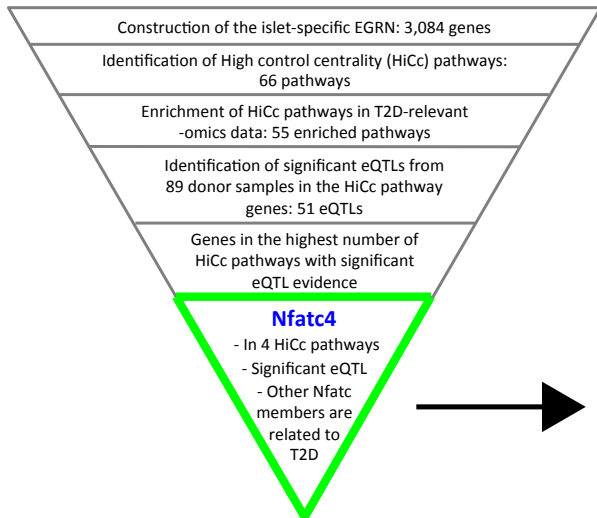 Construction of the islet-specific EGRN: 3,084 genes
Identification of High control centrality (HiCc) pathways:
66 pathways
Enrichment of HiCc pathways in T2D-relevant
-omics data: 55 enriched pathways
Identification of significant eQTLs from
89 donor samples in the HiCc pathway
genes: 51 eQTLs
Genes in the highest number of
HiCc pathways with significant
eQTL evidence
Nfatc4
- In 4 HiCc pathways
- Significant eQTL
- Other Nfatc
members are
related to
T2D